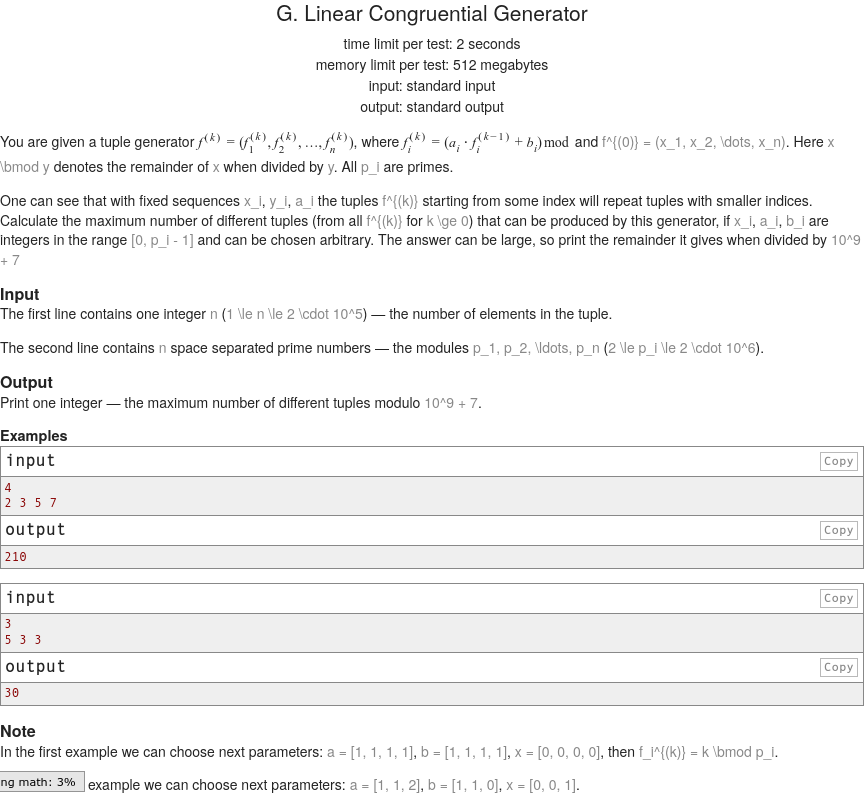 G. Linear Congruential Generator
time limit per test: 2 seconds
memory limit per test: 512 megabytes
input: standard input
output: standard output
You are given a tuple generator f^{(k)} = (f_1^{(k)}, f_2^{(k)}, …, f_n^{(k)}), where f_i^{(k)} = (a_i · f_i^{(k−1)} + b_i) mod and f^{(0)} = (x_1, x_2, \dots, x_n). Here x
\bmod y denotes the remainder of x when divided by y. All p_i are primes.
One can see that with fixed sequences x_i, y_i, a_i the tuples f^{(k)} starting from some index will repeat tuples with smaller indices.
Calculate the maximum number of different tuples (from all f^{(k)} for k \ge 0) that can be produced by this generator, if x_i, a_i, b_i are
integers in the range [0, p_i - 1] and can be chosen arbitrary. The answer can be large, so print the remainder it gives when divided by 10^9
+ 7
Input
The first line contains one integer n (1 \le n \le 2 \cdot 10^5) — the number of elements in the tuple.
The second line contains n space separated prime numbers — the modules p_1, p_2, \ldots, p_n (2 \le p_i \le 2 \cdot 10^6).
Output
Print one integer — the maximum number of different tuples modulo 10^9 + 7.
Examples
input
Copy
4
2 3 5 7
output
Copy
210
input
Copy
3
5 3 3
output
Copy
30
Note
In the first example we can choose next parameters: a = [1, 1, 1, 1], b = [1, 1, 1, 1], x = [0, 0, 0, 0], then f_i^{(k)} = k \bmod p_i.
ng math: 3% example we can choose next parameters: a = [1, 1, 2], b = [1, 1, 0], x = [0, 0, 1].